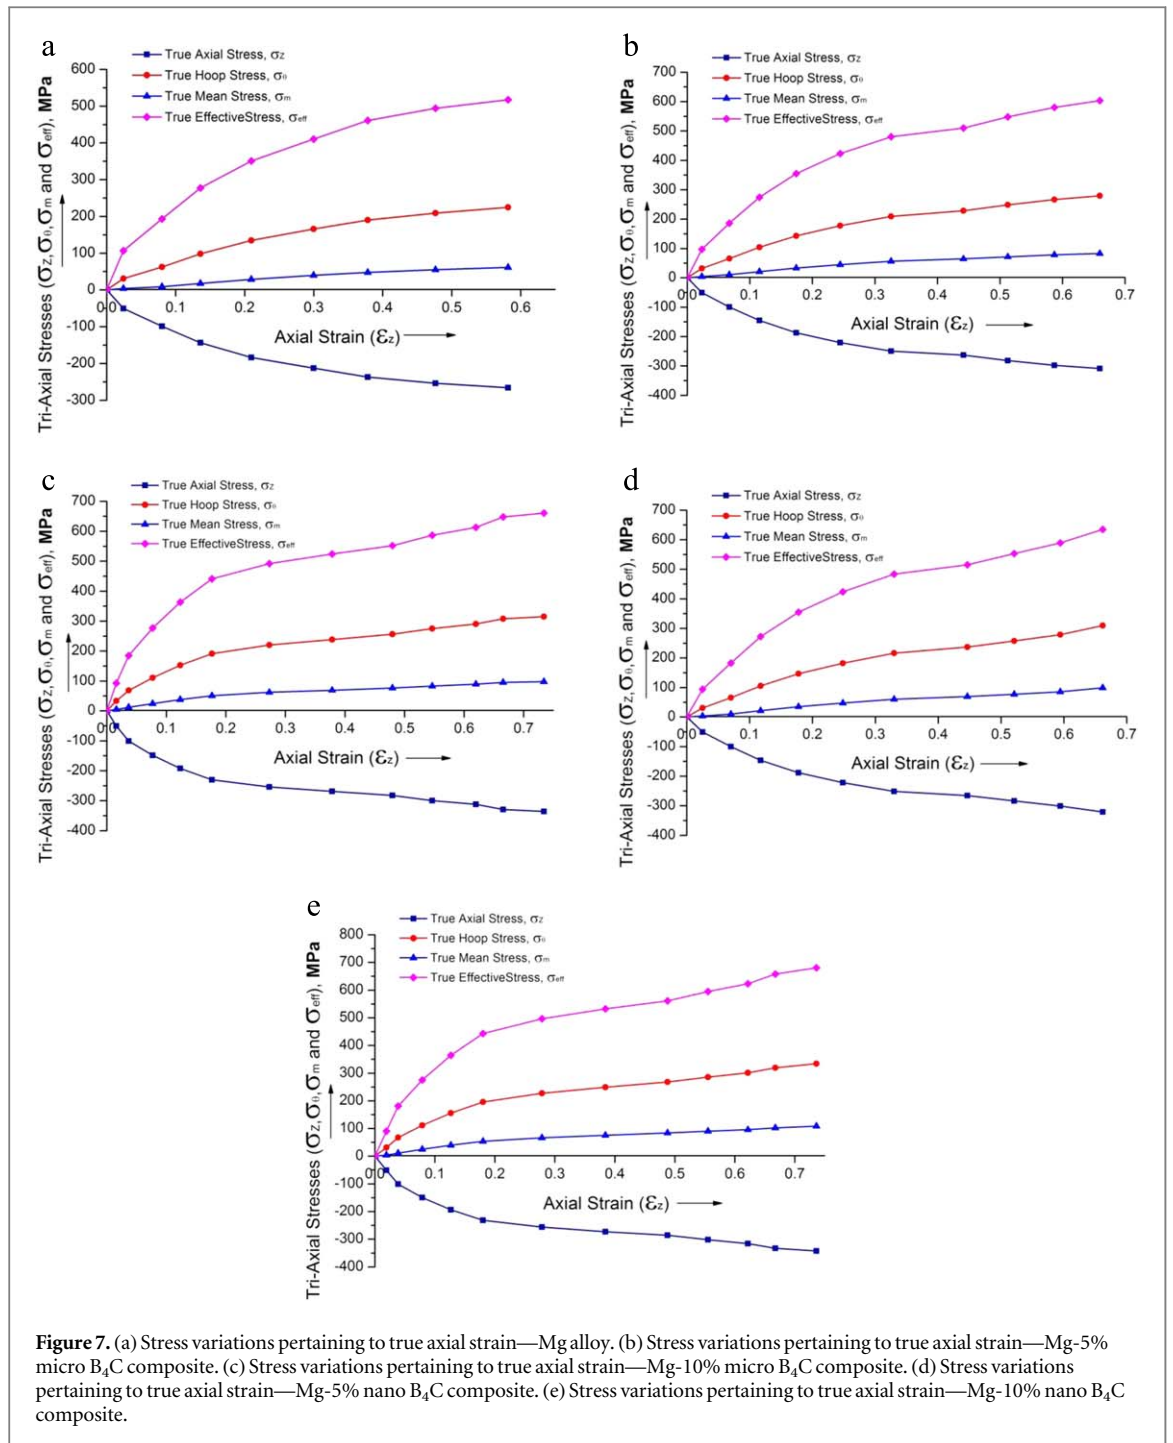 a
True Axial Stress, σz
True Hoop Stress, σθ
True Mean Stress, σm
True EffectiveStress, σeff
Tri-Axial Stresses (σz,σθ,σm and σeff), MPa
600
500
400
300
200
100
0
-100
-200
-300
0.0 0.1 0.2 0.3 0.4 0.5 0.6
Axial Strain (εz)
b
True Axial Stress, σz
True Hoop Stress, σθ
True Mean Stress, σm
True EffectiveStress, σeff
Tri-Axial Stresses (σz,σθ,σm and σeff), MPa
700
600
500
400
300
200
100
0
-100
-200
-300
-400
0.0 0.1 0.2 0.3 0.4 0.5 0.6 0.7
Axial Strain (εz)
c
True Axial Stress, σz
True Hoop Stress, σθ
True Mean Stress, σm
True EffectiveStress, σeff
Tri-Axial Stresses (σz,σθ,σm and σeff), MPa
700
600
500
400
300
200
100
0
-100
-200
-300
-400
0.0 0.1 0.2 0.3 0.4 0.5 0.6 0.7
Axial Strain (εz)
d
True Axial Stress, σz
True Hoop Stress, σθ
True Mean Stress, σm
True EffectiveStress, σeff
Tri-Axial Stresses (σz,σθ,σm and σeff), MPa
700
600
500
400
300
200
100
0
-100
-200
-300
-400
0.0 0.1 0.2 0.3 0.4 0.5 0.6 0.7
Axial Strain (εz)
e
True Axial Stress, σz
True Hoop Stress, σθ
True Mean Stress, σm
True EffectiveStress, σeff
Tri-Axial Stresses (σz,σθ,σm and σeff), MPa
800
700
600
500
400
300
200
100
0
-100
-200
-300
-400
0.0 0.1 0.2 0.3 0.4 0.5 0.6 0.7
Axial Strain (εz)
Figure 7. (a) Stress variations pertaining to true axial strain—Mg alloy. (b) Stress variations pertaining to true axial strain—Mg-5%
micro B₄C composite. (c) Stress variations pertaining to true axial strain—Mg-10% micro B₄C composite. (d) Stress variations
pertaining to true axial strain—Mg-5% nano B₄C composite. (e) Stress variations pertaining to true axial strain—Mg-10% nano B₄C
composite.